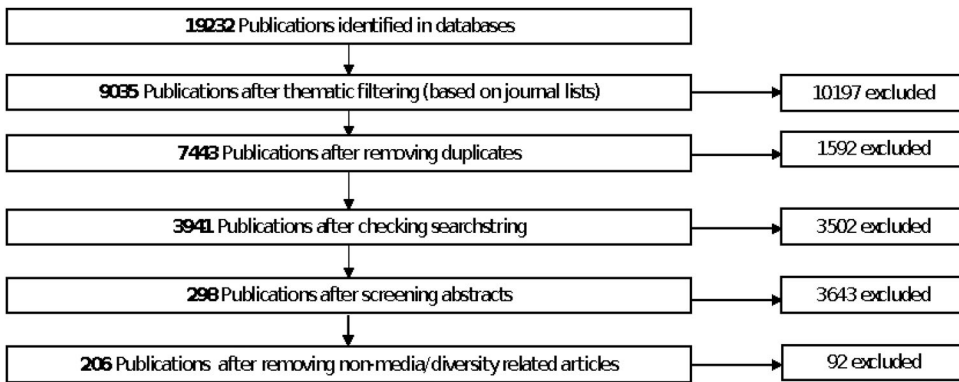 19232 Publications identified in databases
9035 Publications after thematic filtering (based on journal lists)
10197 excluded
7443 Publications after removing duplicates
1592 excluded
3941 Publications after checking searchstring
3502 excluded
298 Publications after screening abstracts
3643 excluded
206 Publications after removing non-media/diversity related articles
92 excluded